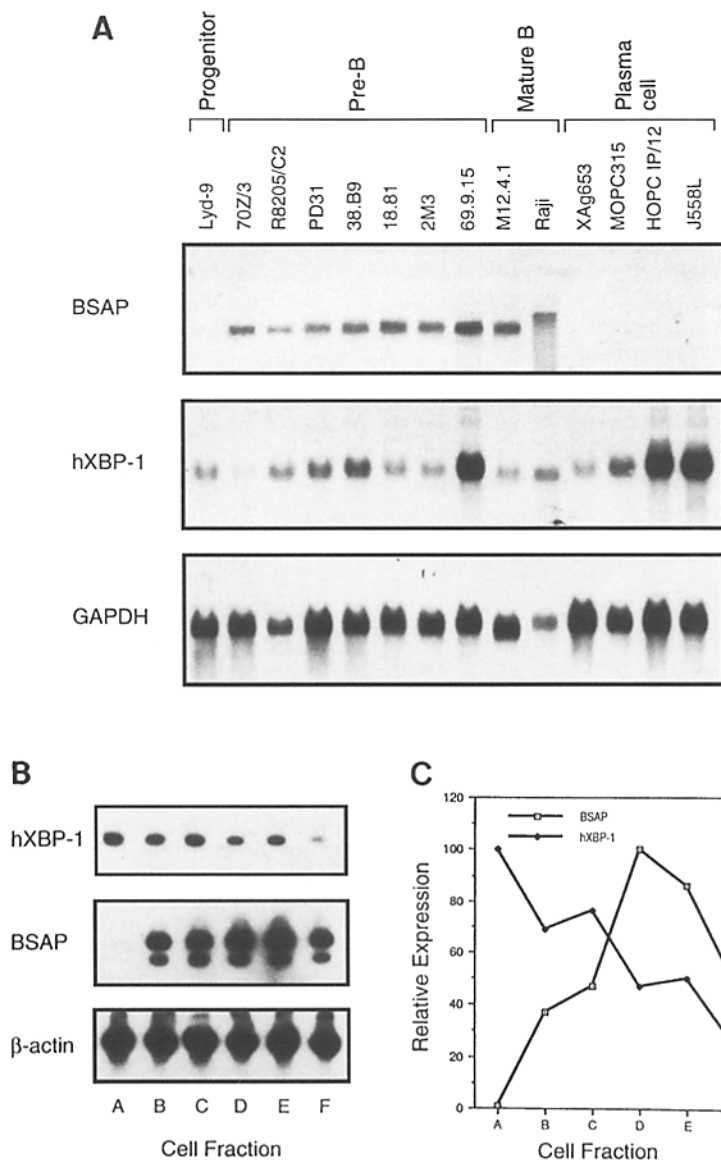 A
Progenitor
Pre-B
Mature B
Plasma cell
Lyd-9
70Z/3
R8205/C2
PD31
38.B9
18.81
2M3
69.9.15
M12.4.1
Raji
XAg653
MOPC315
HOPC IP/12
J558L
BSAP
hXBP-1
GAPDH
B
hXBP-1
BSAP
β-actin
A B C D E F
Cell Fraction
C
BSAP
hXBP-1
Relative Expression
120
100
80
60
40
20
0
A B C D E
Cell Fraction